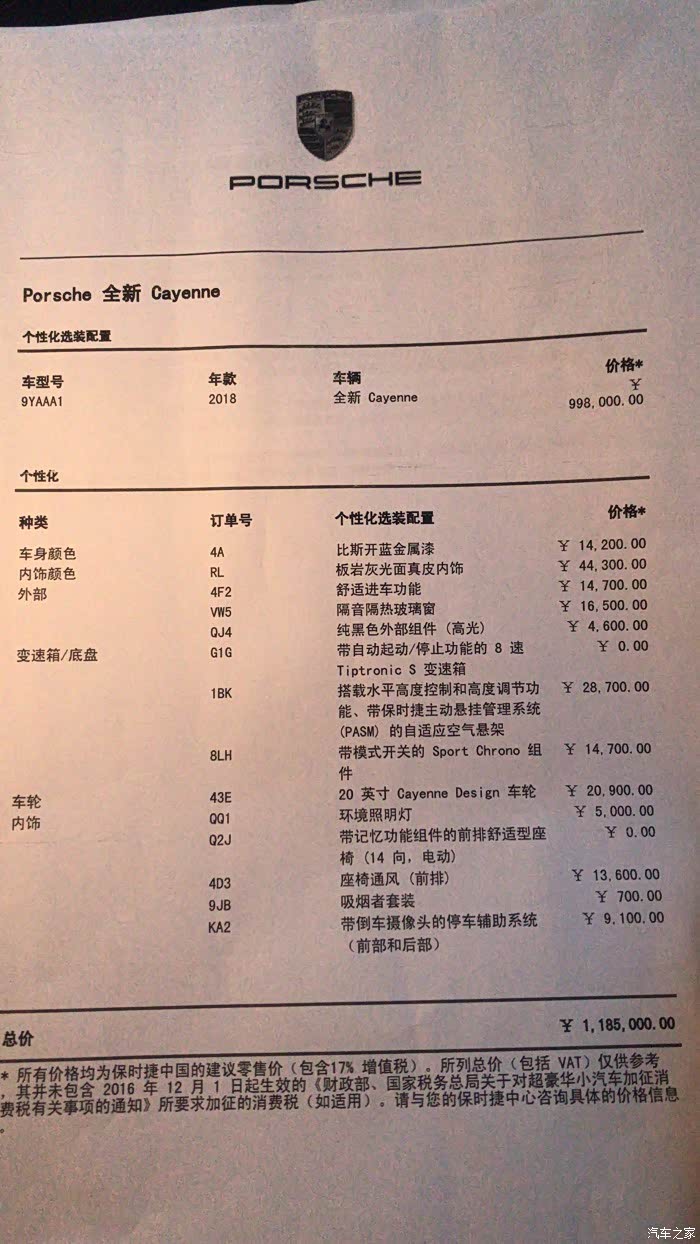 PORSCHE
Porsche 全新 Cayenne
个性化选装配置
车型号 年款 车辆 价格*
¥
9YAAA1 2018 全新 Cayenne 998,000.00
个性化
种类 订单号 个性化选装配置 价格*
车身颜色 4A 比斯开蓝金属漆 ¥ 14,200.00
内饰颜色 RL 板岩灰光面真皮内饰 ¥ 44,300.00
外部 4F2 舒适进车功能 ¥ 14,700.00
VW5 隔音隔热玻璃窗 ¥ 16,500.00
QJ4 纯黑色外部组件 (高光) ¥ 4,600.00
变速箱/底盘 G1G 带自动起动/停止功能的 8 速 ¥ 0.00
Tiptronic S 变速箱
1BK 搭载水平高度控制和高度调节功 ¥ 28,700.00
能、带保时捷主动悬挂管理系统
(PASM) 的自适应空气悬架
8LH 带模式开关的 Sport Chrono 组 ¥ 14,700.00
件
车轮 43E 20 英寸 Cayenne Design 车轮 ¥ 20,900.00
内饰 QQ1 环境照明灯 ¥ 5,000.00
Q2J 带记忆功能组件的前排舒适型座 ¥ 0.00
椅 (14 向, 电动)
4D3 座椅通风 (前排) ¥ 13,600.00
9JB 吸烟者套装 ¥ 700.00
KA2 带倒车摄像头的停车辅助系统 ¥ 9,100.00
（前部和后部）
总价 ¥ 1,185,000.00
* 所有价格均为保时捷中国的建议零售价（包含17% 增值税）。所列总价（包括 VAT）仅供参考
，其并未包含 2016 年 12 月 1 日起生效的《财政部、国家税务总局关于对超豪华小汽车加征消
费税有关事项的通知》所要求加征的消费税（如适用）。请与您的保时捷中心咨询具体的价格信息
。
汽车之家